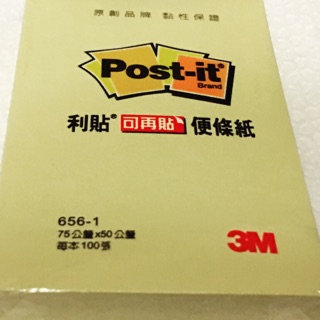 原創品牌 黏性保證
Post-it
Brand
利貼® 可再貼 便條紙
656-1
75公釐x50公釐
每本100張
3M